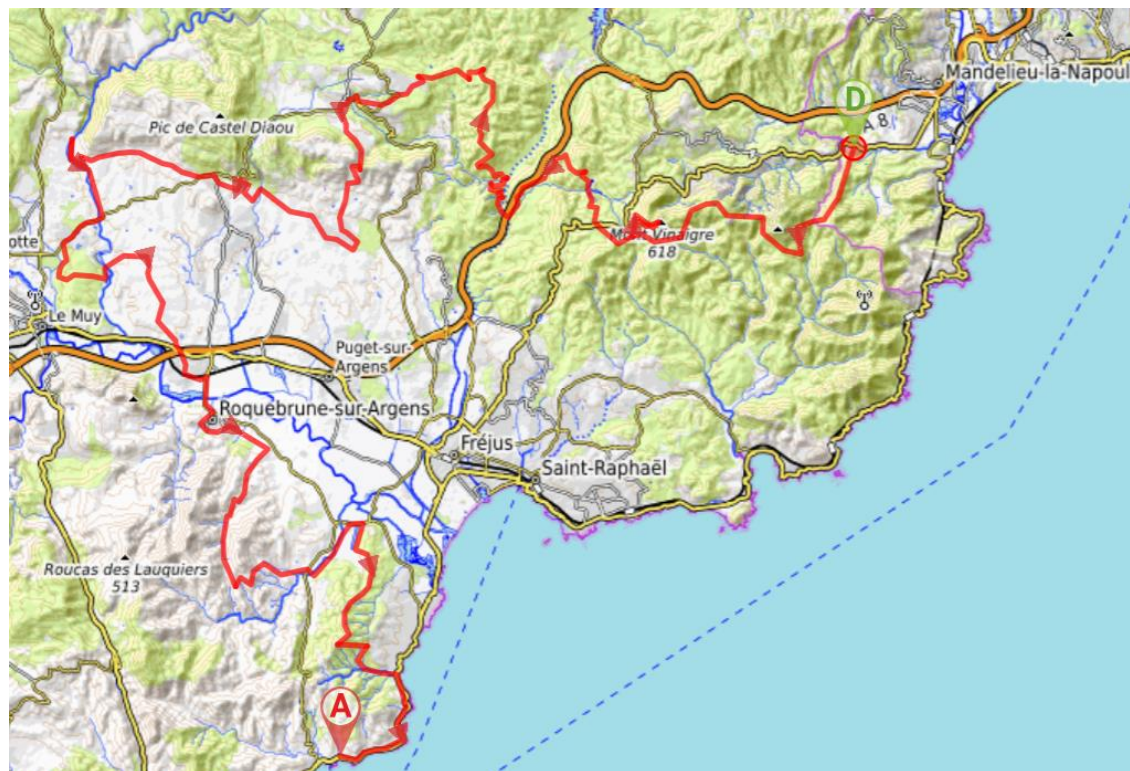 Mandelieu-la-Napoul
D
A 8
Pic de Castel Diaou
Mont Vinaigre
618
otte
Le Muy
Puget-sur-
Argens
Roquebrune-sur-Argens
Fréjus
Saint-Raphaël
Roucas des Lauquiers
513
A